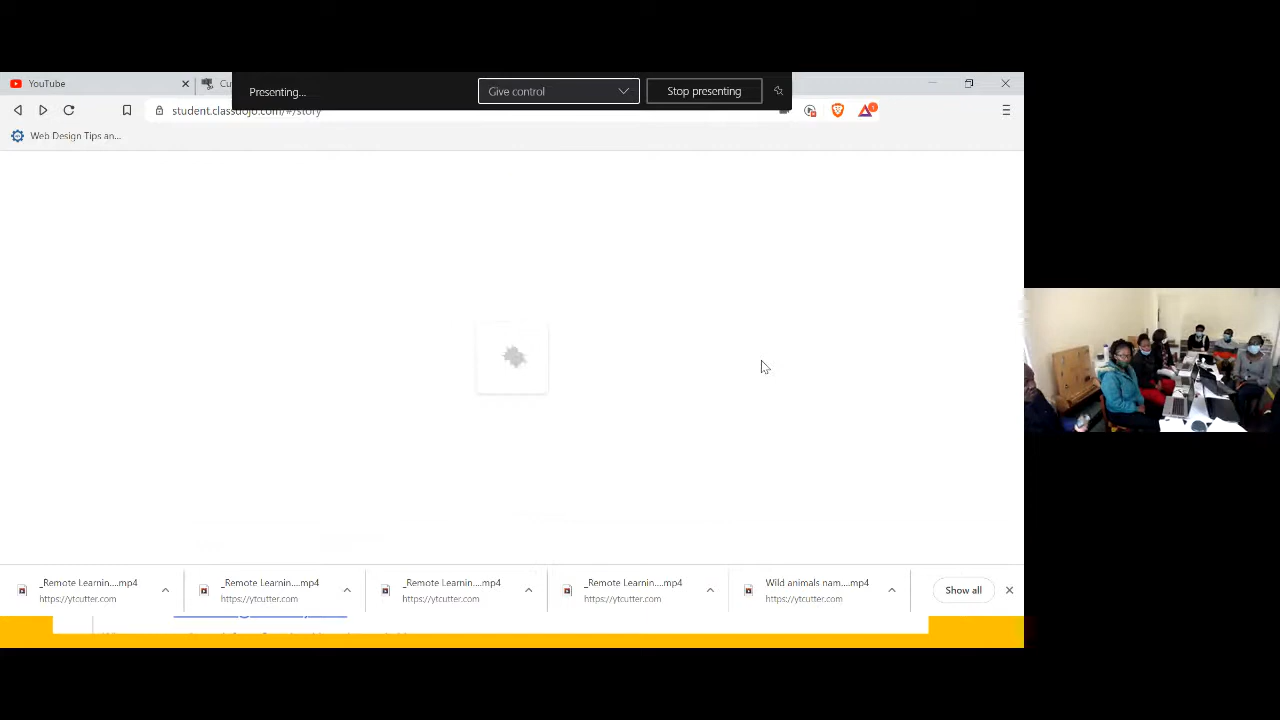 YouTube
Cu
Presenting...
Give control
Stop presenting
student.classdojo.com/#/story
1
Web Design Tips an...
_Remote Learnin....mp4
https://ytcutter.com
_Remote Learnin....mp4
https://ytcutter.com
_Remote Learnin....mp4
https://ytcutter.com
_Remote Learnin....mp4
https://ytcutter.com
Wild animals nam....mp4
https://ytcutter.com
Show all